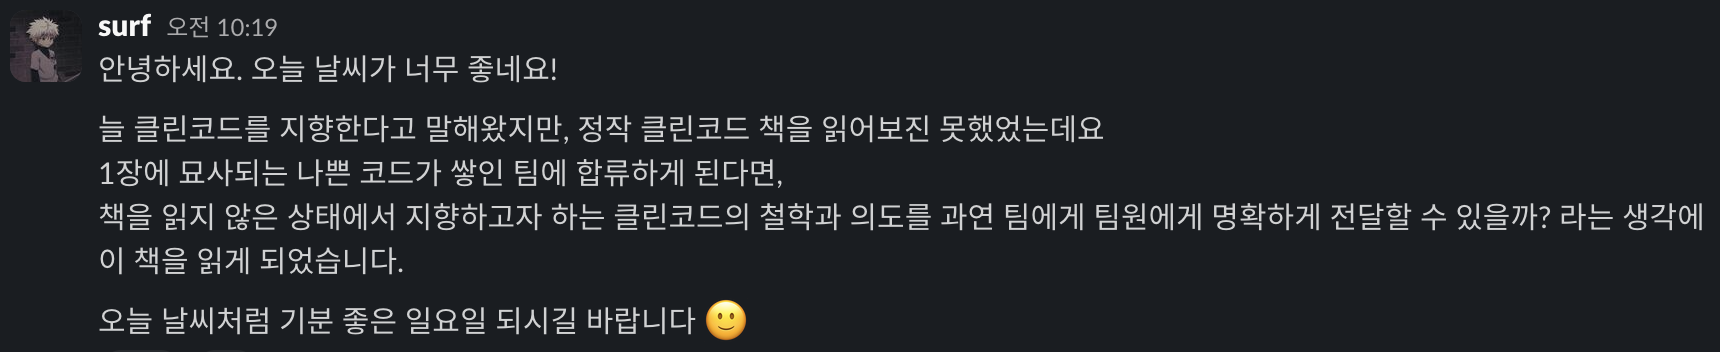 surf 오전 10:19
안녕하세요. 오늘 날씨가 너무 좋네요!
늘 클린코드를 지향한다고 말해왔지만, 정작 클린코드 책을 읽어보진 못했었는데요
1장에 묘사되는 나쁜 코드가 쌓인 팀에 합류하게 된다면,
책을 읽지 않은 상태에서 지향하고자 하는 클린코드의 철학과 의도를 과연 팀에게 팀원에게 명확하게 전달할 수 있을까? 라는 생각에
이 책을 읽게 되었습니다.
오늘 날씨처럼 기분 좋은 일요일 되시길 바랍니다 🙂